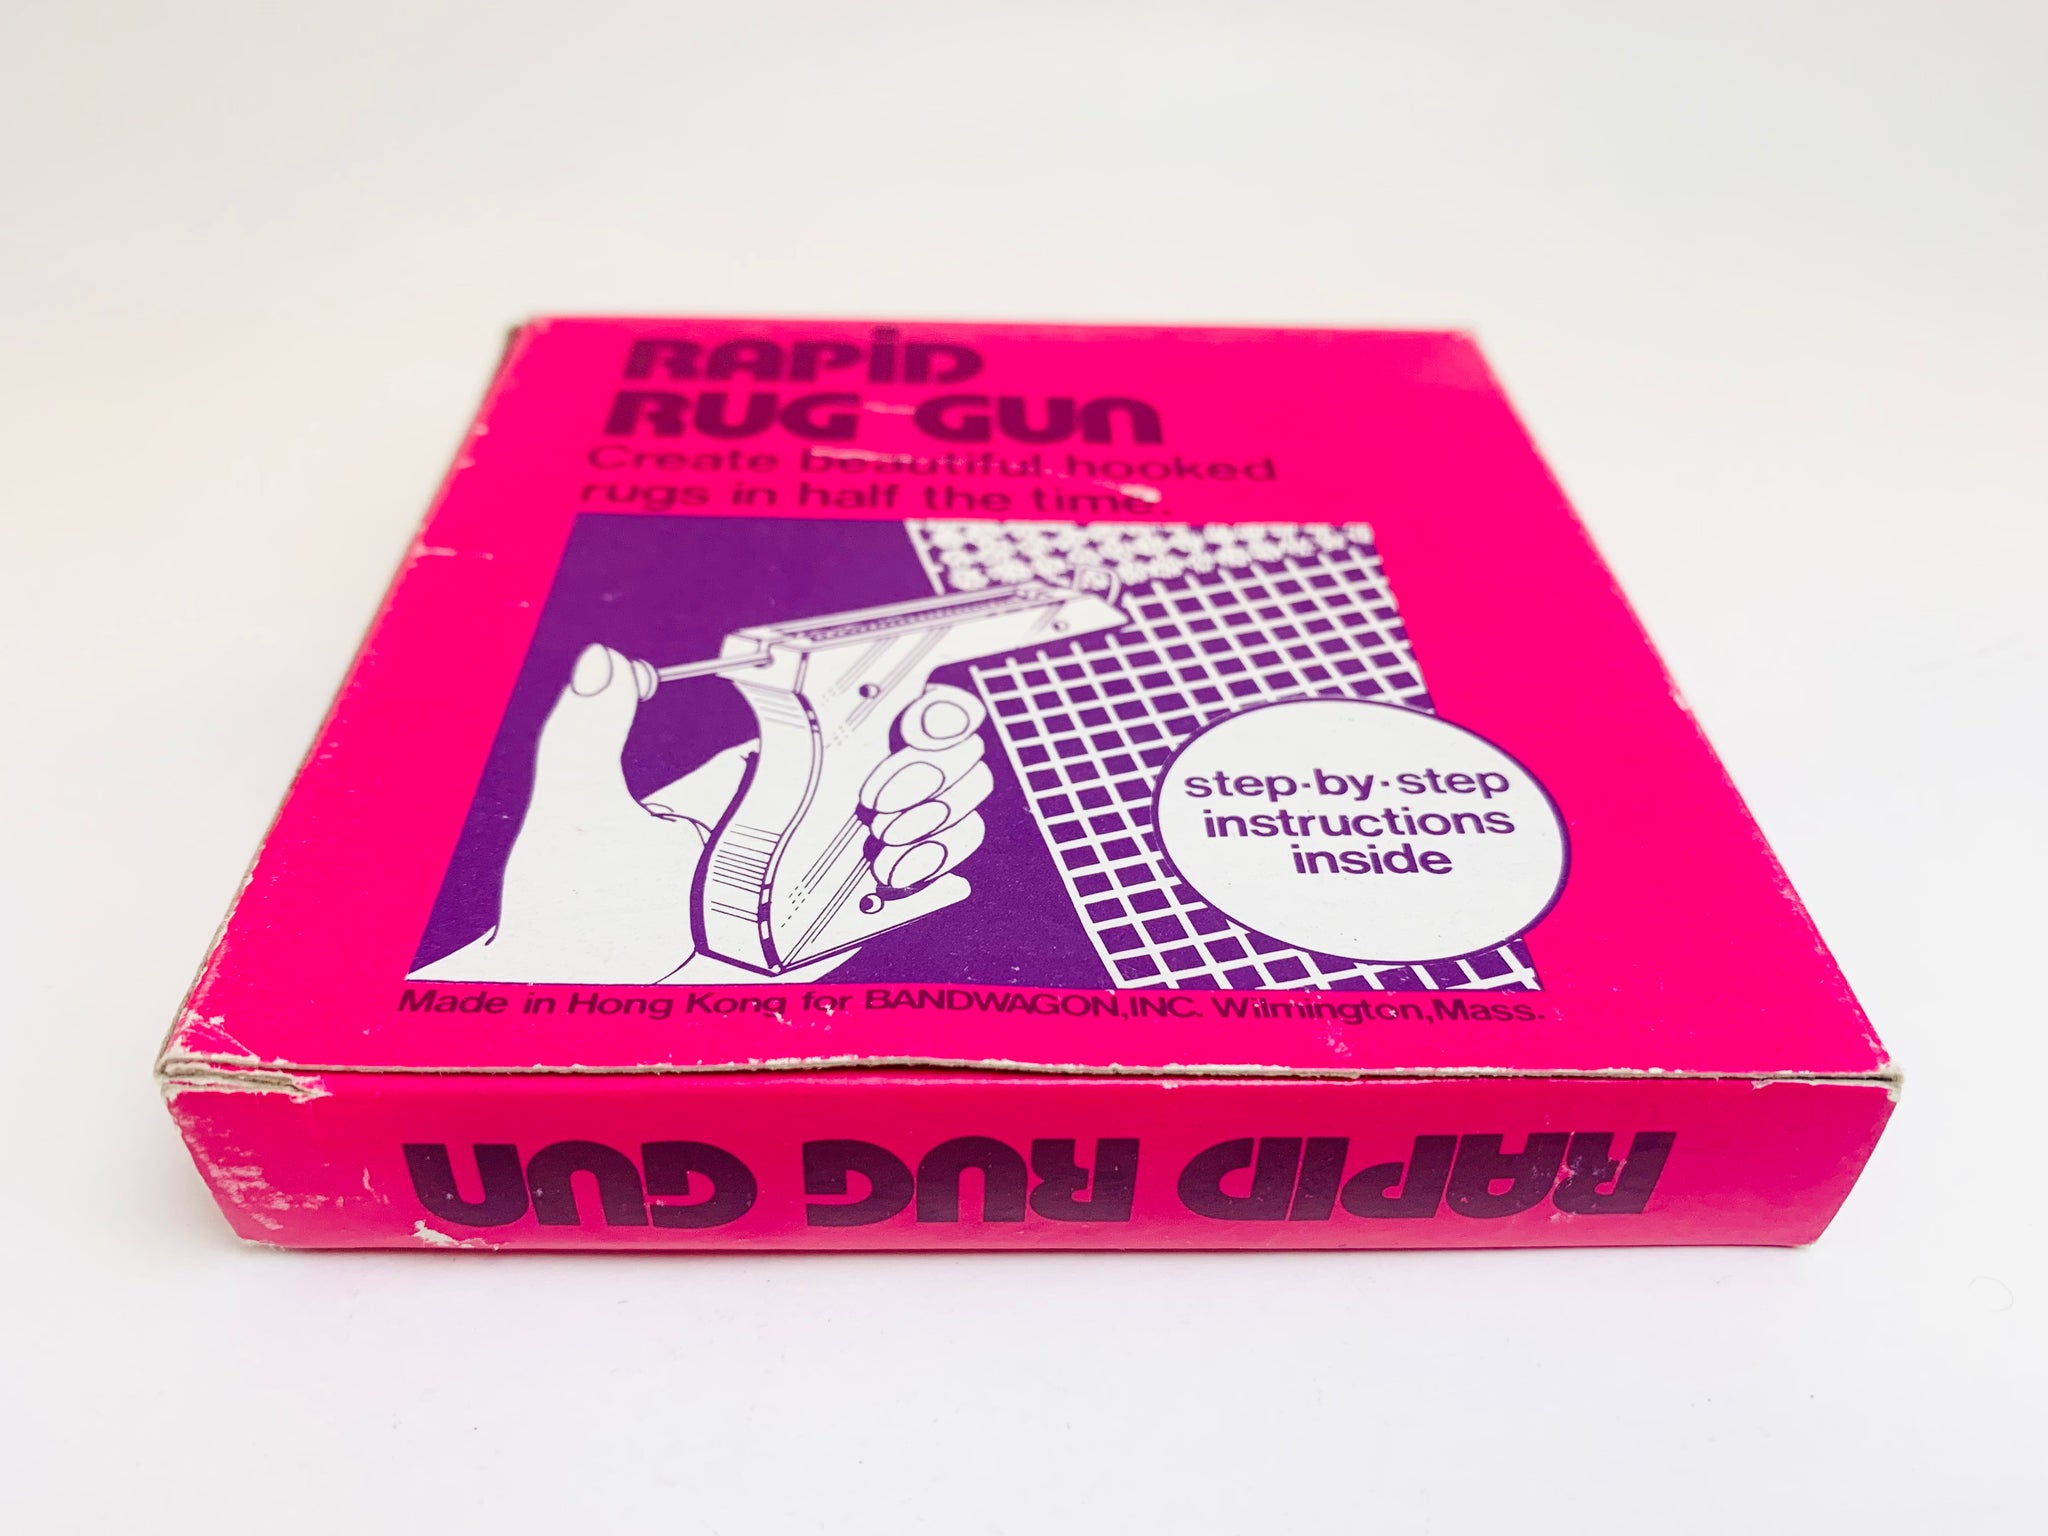 RAPID
RUG GUN
Create beautiful hooked
rugs in half the time.
step-by-step
instructions
inside
Made in Hong Kong for BANDWAGON,INC. Wilmington,Mass.
RAPID RUG GUN